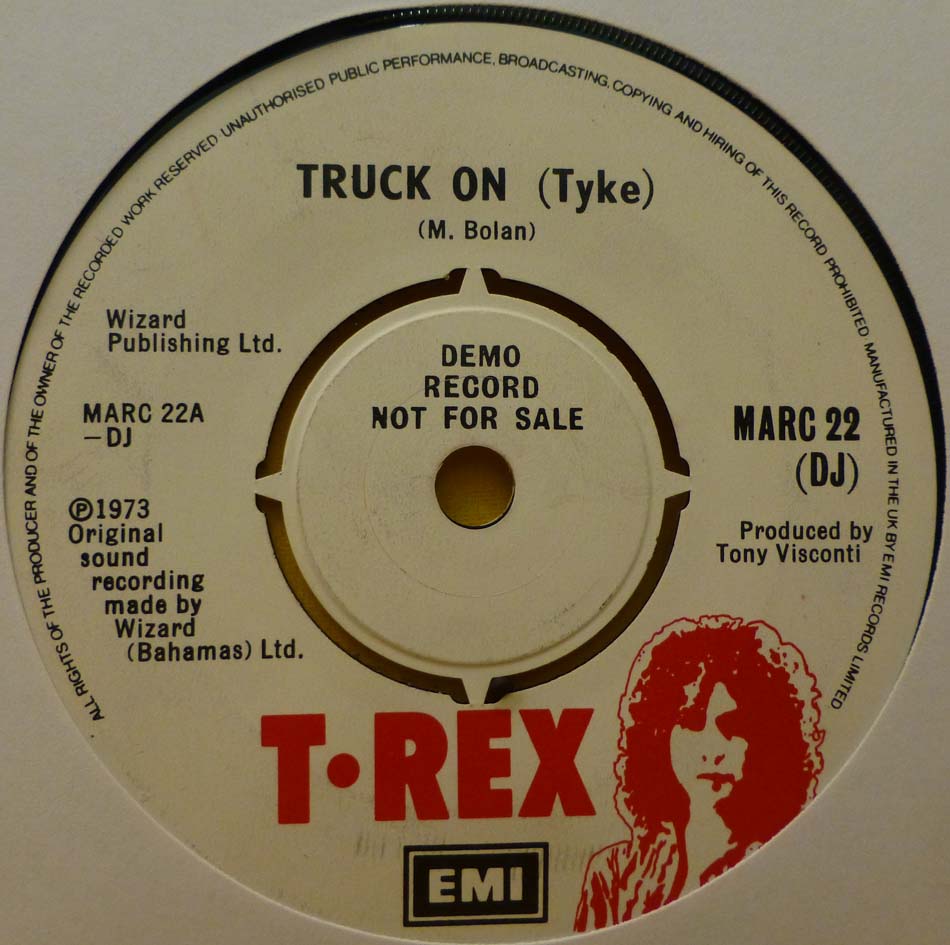 ALL RIGHTS OF THE PRODUCER AND OF THE OWNER OF THE RECORDED WORK RESERVED UNAUTHORISED PUBLIC PERFORMANCE, BROADCASTING, COPYING AND HIRING OF THIS RECORD PROHIBITED MANUFACTURED IN THE UK BY EMI RECORDS LIMITED
TRUCK ON (Tyke)
(M. Bolan)
Wizard
Publishing Ltd.
MARC 22A
–DJ
℗1973
Original
sound
recording
made by
Wizard
(Bahamas) Ltd.
DEMO
RECORD
NOT FOR SALE
MARC 22
(DJ)
Produced by
Tony Visconti
T·REX
EMI